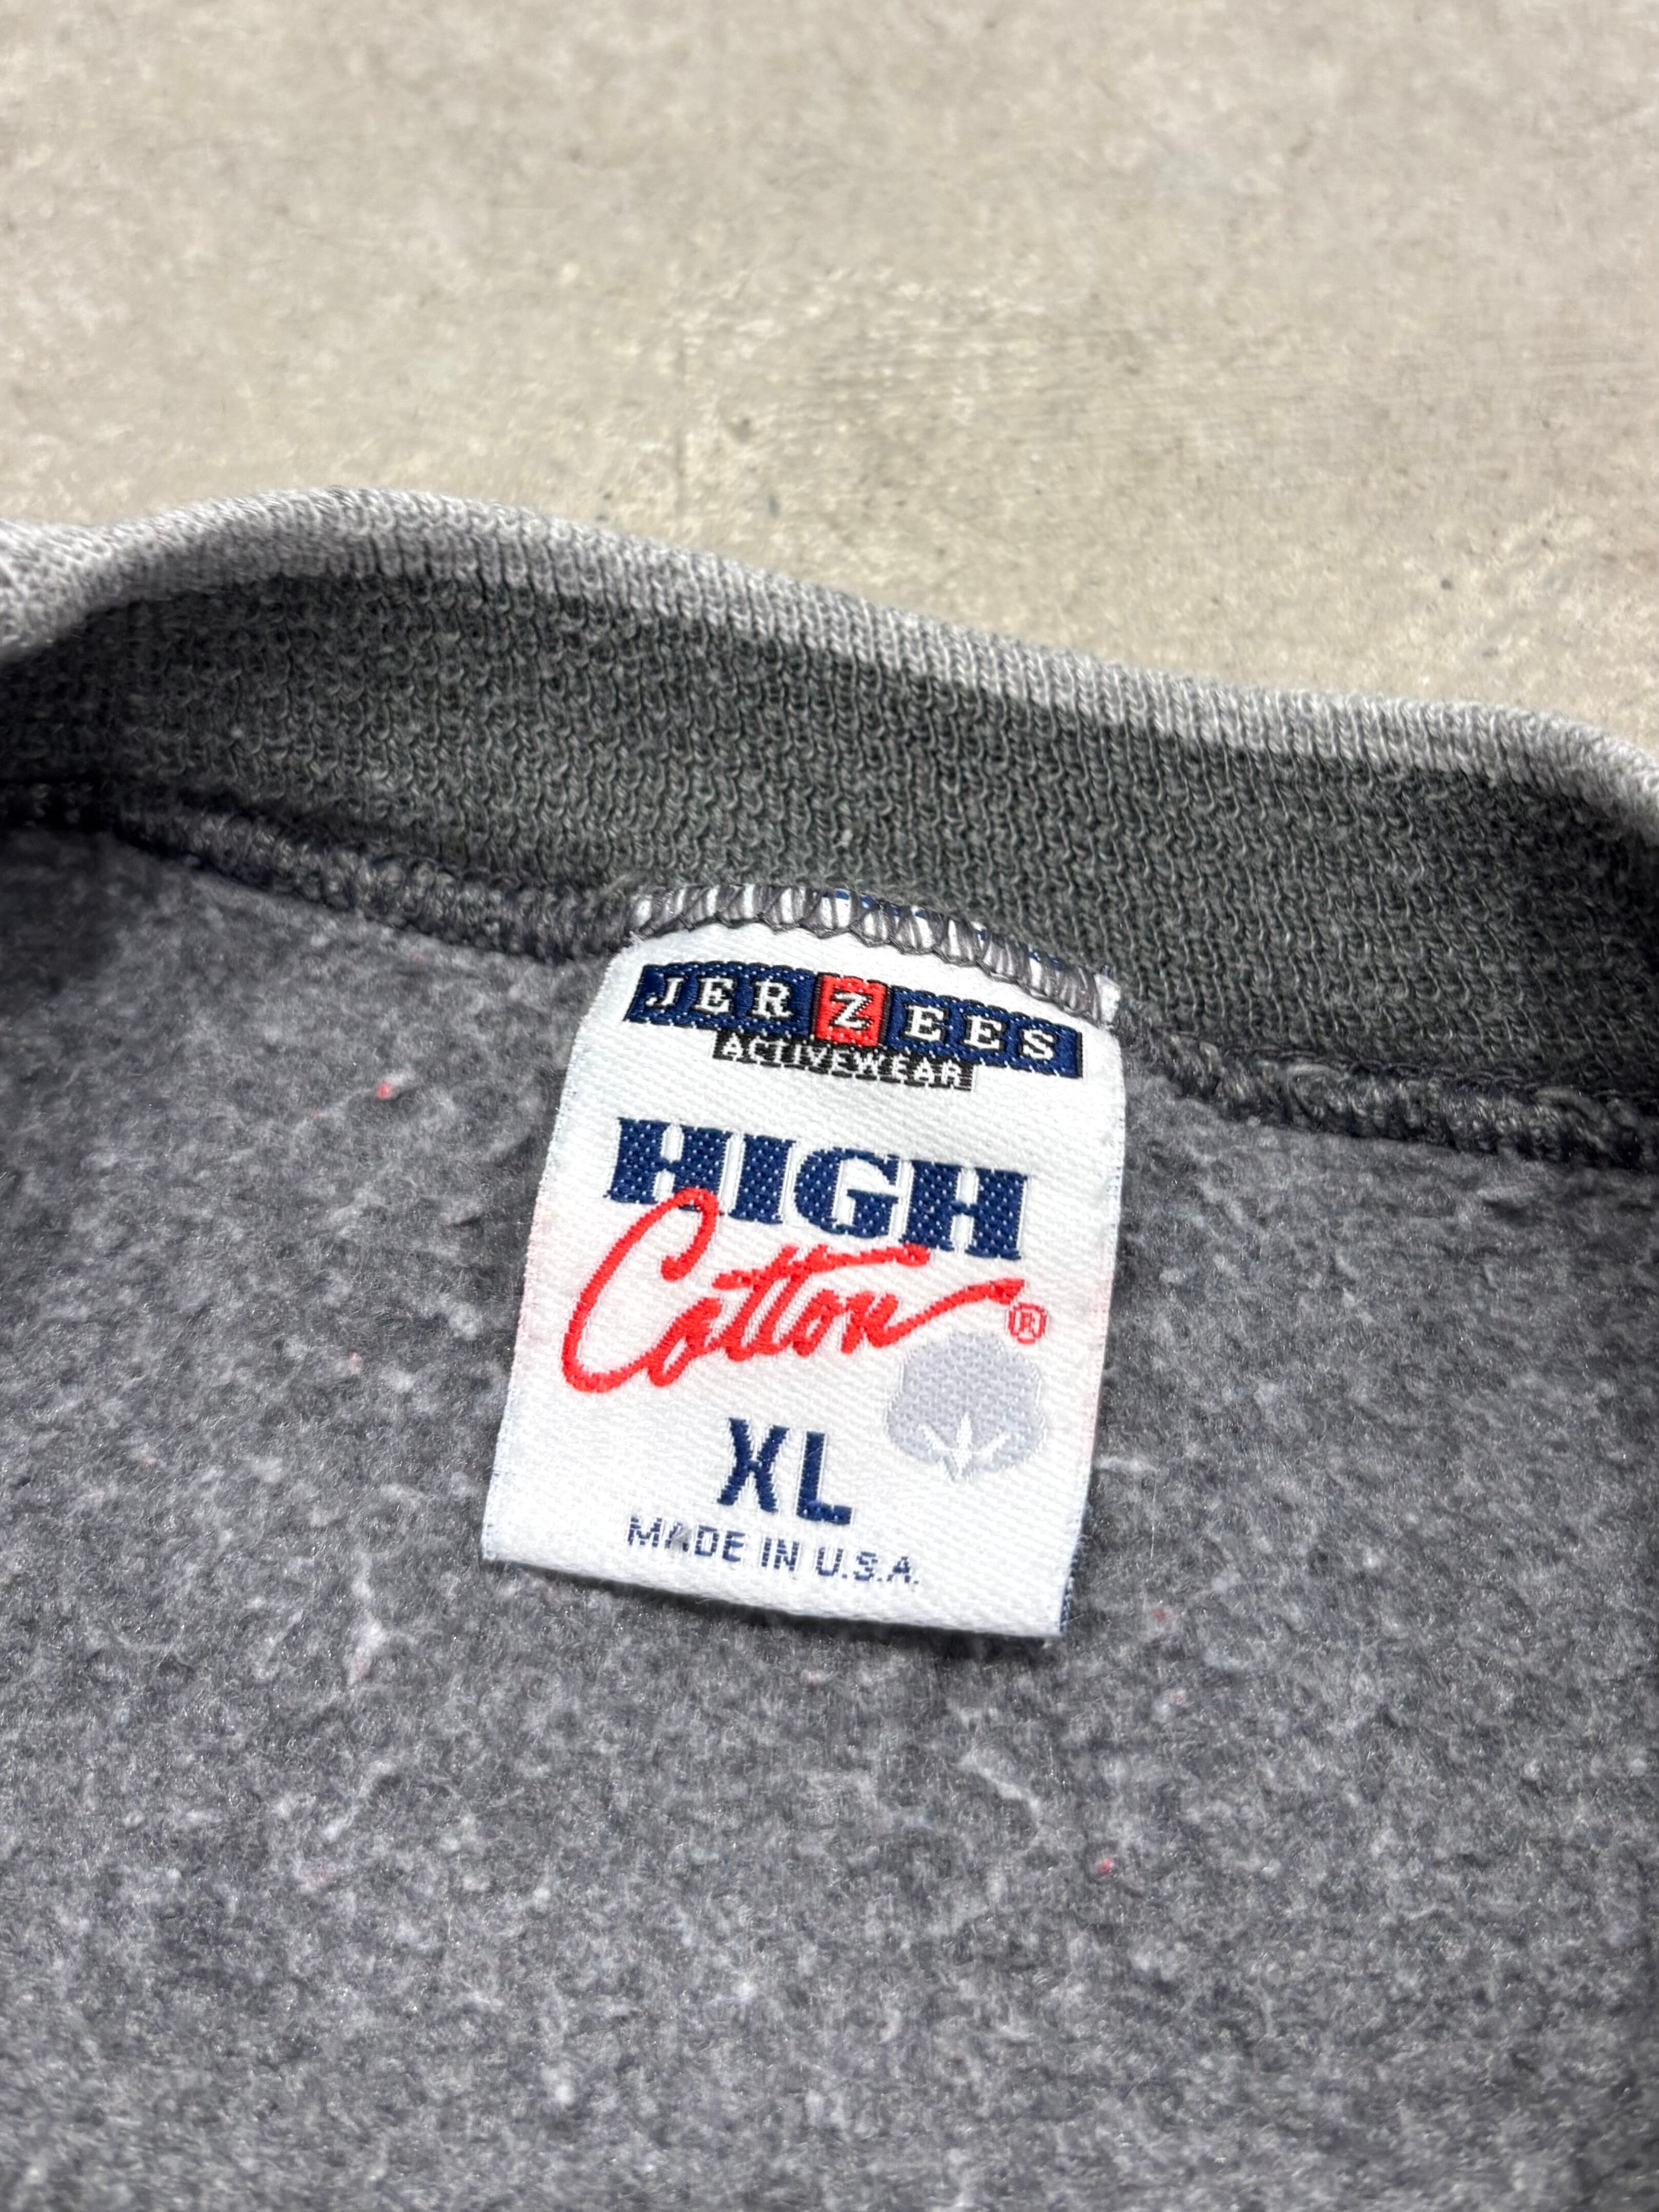 JERZEES
ACTIVEWEAR
HIGH
Cotton®
XL
MADE IN U.S.A.